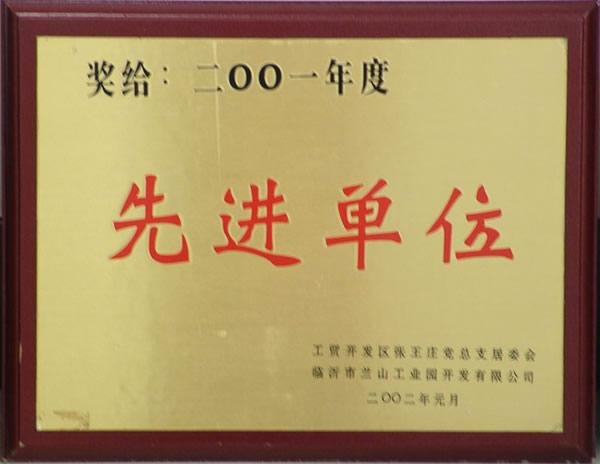 奖给：二OO一年度
先进单位
工贸开发区张王庄党总支居委会
临沂市兰山工业园开发有限公司
二OO二年元月